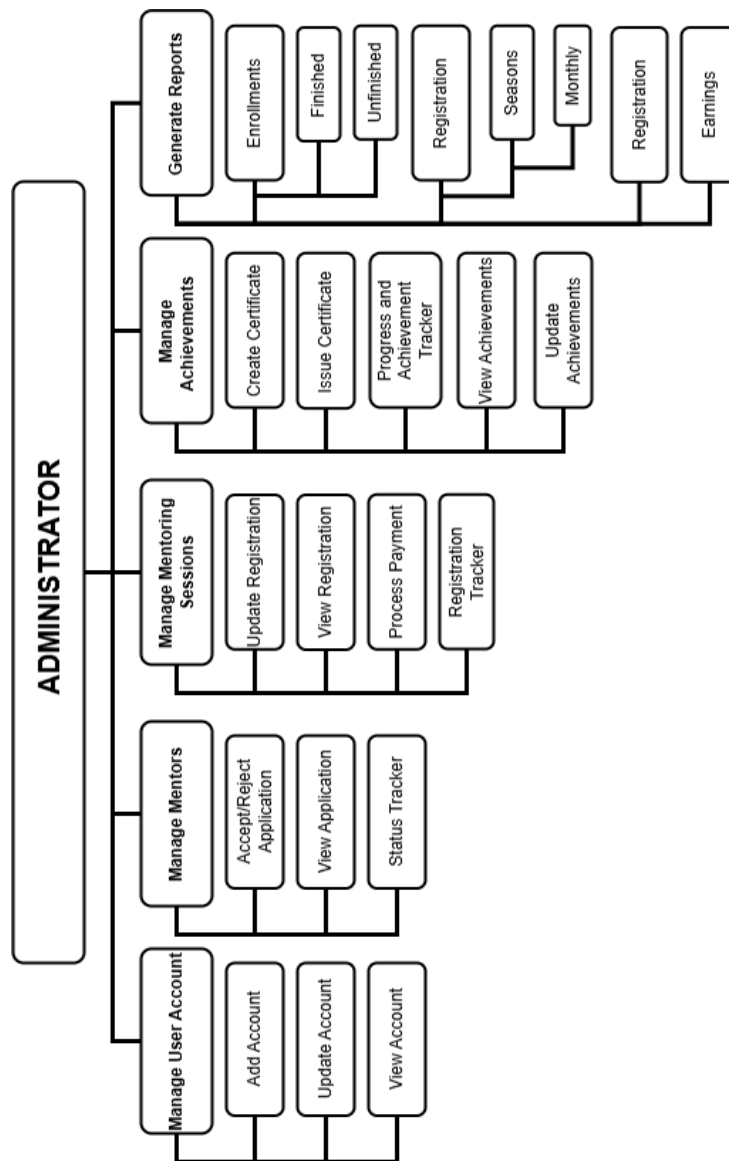 ADMINISTRATOR
Manage User Account
Add Account
Update Account
View Account
Manage Mentors
Accept/Reject
Application
View Application
Status Tracker
Manage Mentoring
Sessions
Update Registration
View Registration
Process Payment
Registration
Tracker
Manage
Achievements
Create Certificate
Issue Certificate
Progress and
Achievement
Tracker
View Achievements
Update
Achievements
Generate Reports
Enrollments
Finished
Unfinished
Registration
Seasons
Monthly
Registration
Earnings